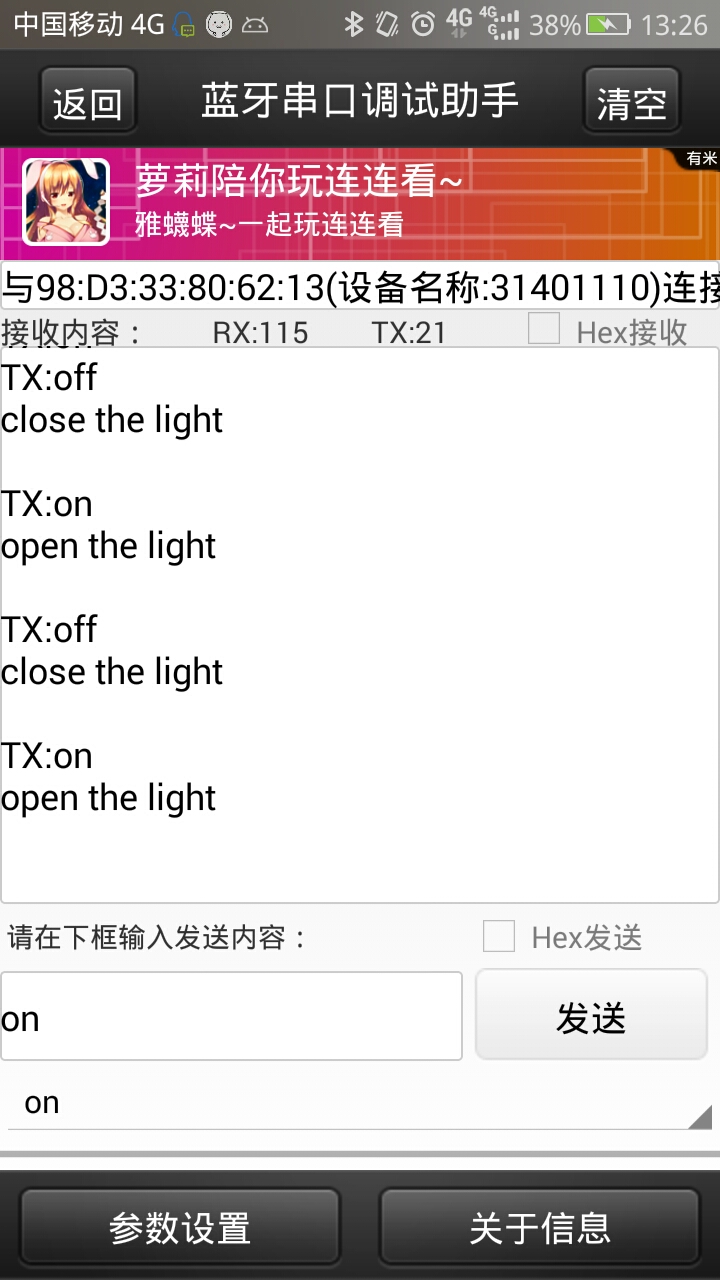 中国移动 4G 4G 4G G 38% 13:26
返回 蓝牙串口调试助手 清空
有米
萝莉陪你玩连连看~
雅蠛蝶~一起玩连连看
与98:D3:33:80:62:13(设备名称:31401110)连接
接收内容： RX:115 TX:21 Hex接收
TX:off
close the light
TX:on
open the light
TX:off
close the light
TX:on
open the light
请在下框输入发送内容： Hex发送
on 发送
on
参数设置 关于信息